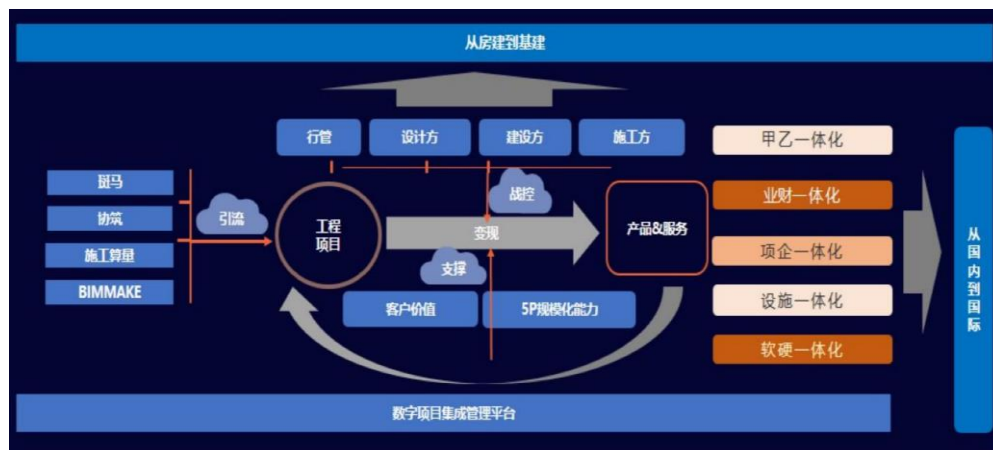 从房建到基建
行管
设计方
建设方
施工方
甲乙一体化
斑马
协筑
施工算量
BIMMAKE
引流
工程
项目
战控
变现
支撑
产品&服务
业财一体化
项企一体化
设施一体化
软硬一体化
客户价值
5P规模化能力
从国内到国际
数字项目集成管理平台